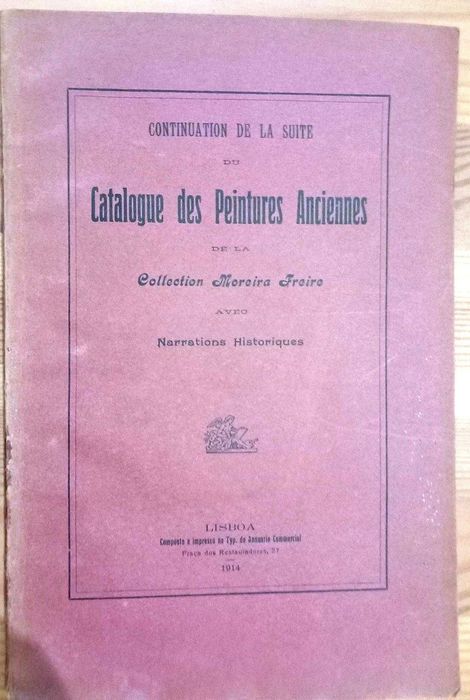 CONTINUATION DE LA SUITE
DU
Catalogue des Peintures Anciennes
DE LA
Collection Moreira Freire
AVEC
Narrations Historiques
LISBOA
Composto e impresso na Typ. do Annuario Commercial
Praça dos Restauradores, 27
1914